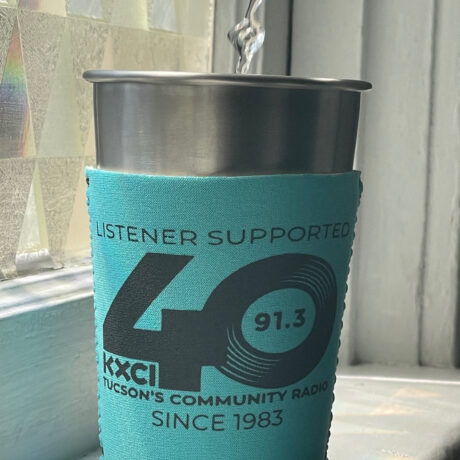 LISTENER SUPPORTED
40
91.3
KXCI
TUCSON'S COMMUNITY RADIO
SINCE 1983